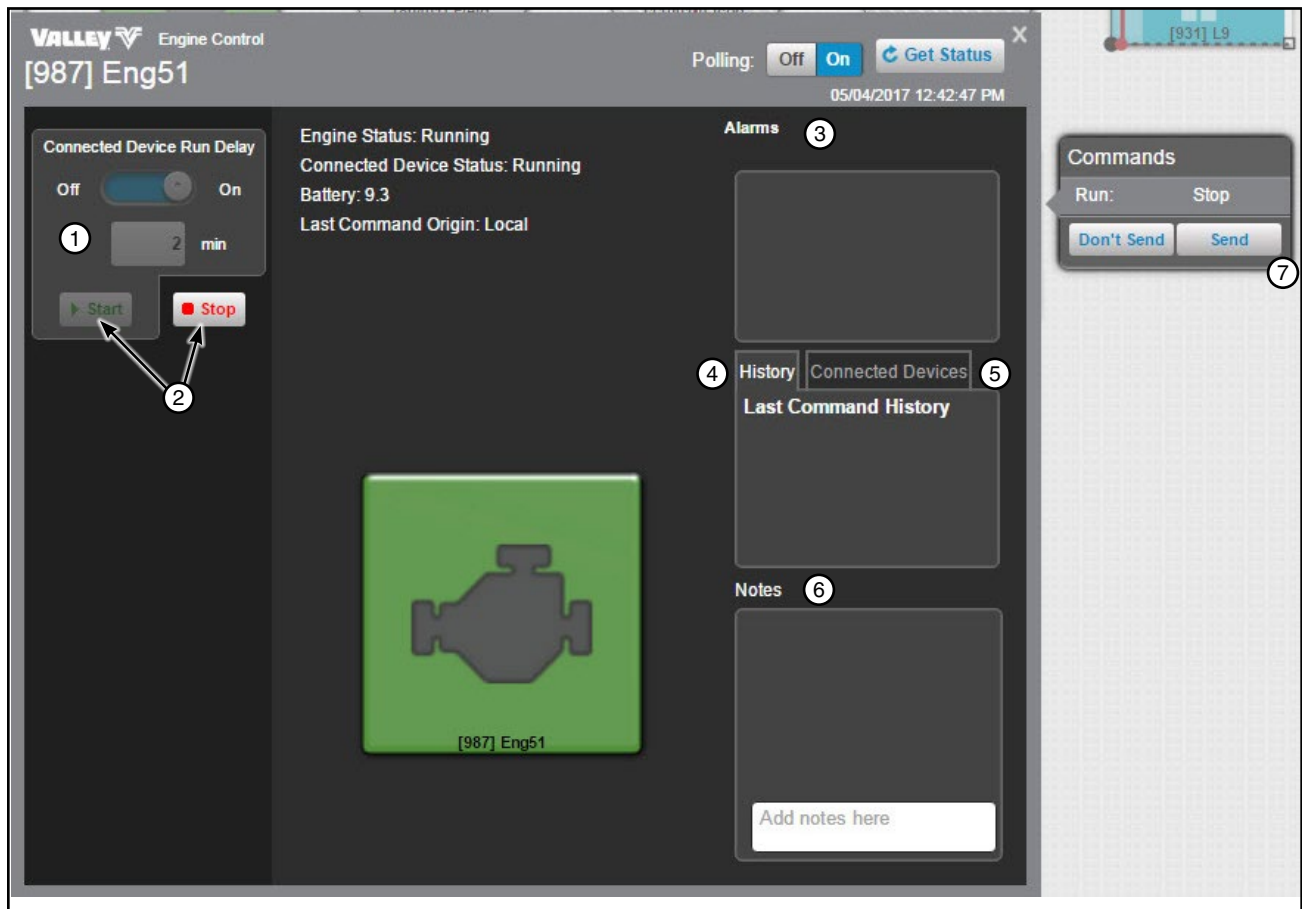 VALLEY Engine Control
[987] Eng51
Polling: Off On Get Status X
05/04/2017 12:42:47 PM
[931] L9
Connected Device Run Delay
Off On
1 2 min
Start Stop
2
Engine Status: Running
Connected Device Status: Running
Battery: 9.3
Last Command Origin: Local
[987] Eng51
Alarms 3
4 History Connected Devices 5
Last Command History
Notes 6
Add notes here
Commands
Run: Stop
Don't Send Send
7